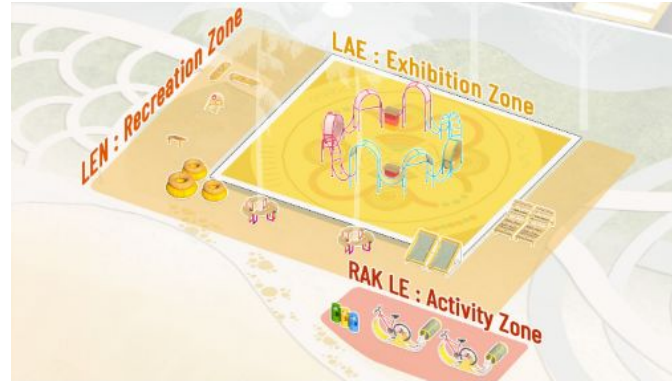 LAE : Exhibition Zone
LEN : Recreation Zone
RAK LE : Activity Zone